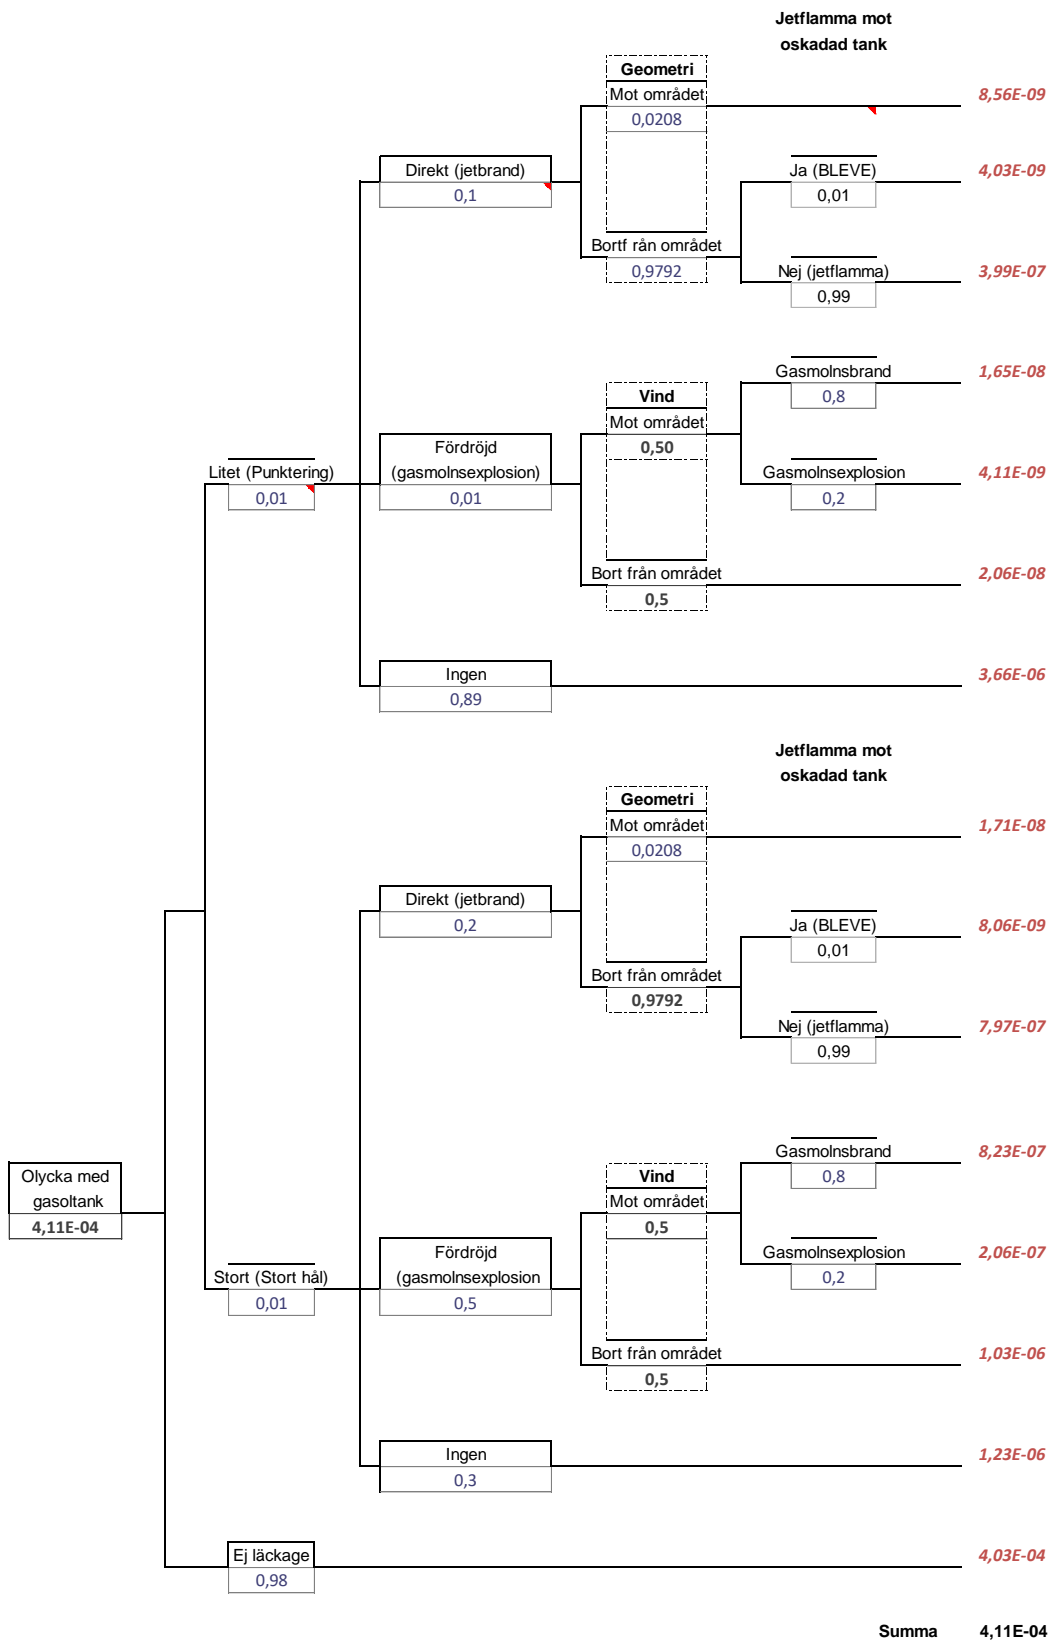 Jetflamma mot
oskadad tank
Geometri
Mot området
8,56E-09
0,0208
Direkt (jetbrand)
0,1
Ja (BLEVE)
4,03E-09
0,01
Bortf rån området
0,9792
Nej (jetflamma)
3,99E-07
0,99
Gasmolnsbrand
1,65E-08
0,8
Vind
Mot området
0,50
Fördröjd
(gasmolnsexplosion)
0,01
Litet (Punktering)
0,01
Gasmolnsexplosion
4,11E-09
0,2
Bort från området
2,06E-08
0,5
Ingen
3,66E-06
0,89
Jetflamma mot
oskadad tank
Geometri
Mot området
1,71E-08
0,0208
Direkt (jetbrand)
0,2
Ja (BLEVE)
8,06E-09
0,01
Bort från området
0,9792
Nej (jetflamma)
7,97E-07
0,99
Gasmolnsbrand
8,23E-07
0,8
Olycka med
gasoltank
4,11E-04
Vind
Mot området
0,5
Fördröjd
(gasmolnsexplosion
0,5
Gasmolnsexplosion
2,06E-07
0,2
Stort (Stort hål)
0,01
Bort från området
1,03E-06
0,5
Ingen
1,23E-06
0,3
Ej läckage
4,03E-04
0,98
Summa 4,11E-04